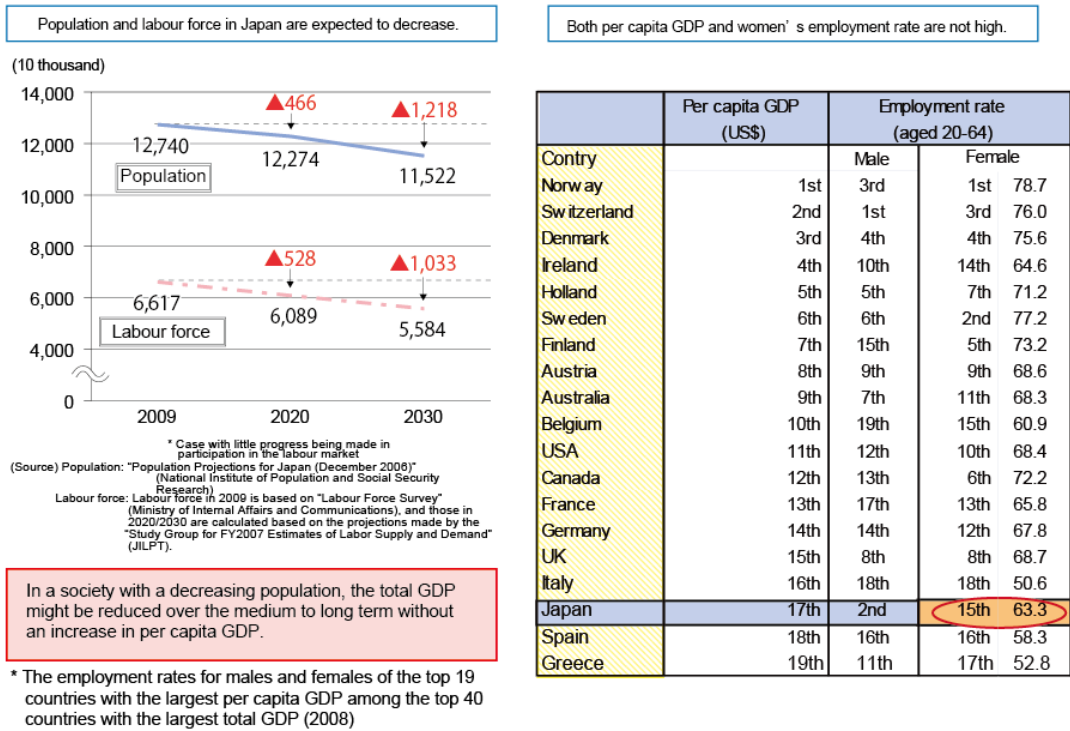 Population and labour force in Japan are expected to decrease.
(10 thousand)
14,000
12,000
10,000
8,000
6,000
4,000
0
▲466
▲1,218
12,740
12,274
11,522
Population
▲528
▲1,033
6,617
6,089
5,584
Labour force
2009 2020 2030
* Case with little progress being made in
participation in the labour market
(Source) Population: "Population Projections for Japan (December 2006)"
(National Institute of Population and Social Security
Research)
Labour force: Labour force in 2009 is based on "Labour Force Survey"
(Ministry of Internal Affairs and Communications), and those in
2020/2030 are calculated based on the projections made by the
"Study Group for FY2007 Estimates of Labor Supply and Demand"
(JILPT).
In a society with a decreasing population, the total GDP
might be reduced over the medium to long term without
an increase in per capita GDP.
* The employment rates for males and females of the top 19
countries with the largest per capita GDP among the top 40
countries with the largest total GDP (2008)
Both per capita GDP and women' s employment rate are not high.
Per capita GDP Employment rate
(US$) (aged 20-64)
Contry Male Female
Norway 1st 3rd 1st 78.7
Switzerland 2nd 1st 3rd 76.0
Denmark 3rd 4th 4th 75.6
Ireland 4th 10th 14th 64.6
Holland 5th 5th 7th 71.2
Sweden 6th 6th 2nd 77.2
Finland 7th 15th 5th 73.2
Austria 8th 9th 9th 68.6
Australia 9th 7th 11th 68.3
Belgium 10th 19th 15th 60.9
USA 11th 12th 10th 68.4
Canada 12th 13th 6th 72.2
France 13th 17th 13th 65.8
Germany 14th 14th 12th 67.8
UK 15th 8th 8th 68.7
Italy 16th 18th 18th 50.6
Japan 17th 2nd 15th 63.3
Spain 18th 16th 16th 58.3
Greece 19th 11th 17th 52.8